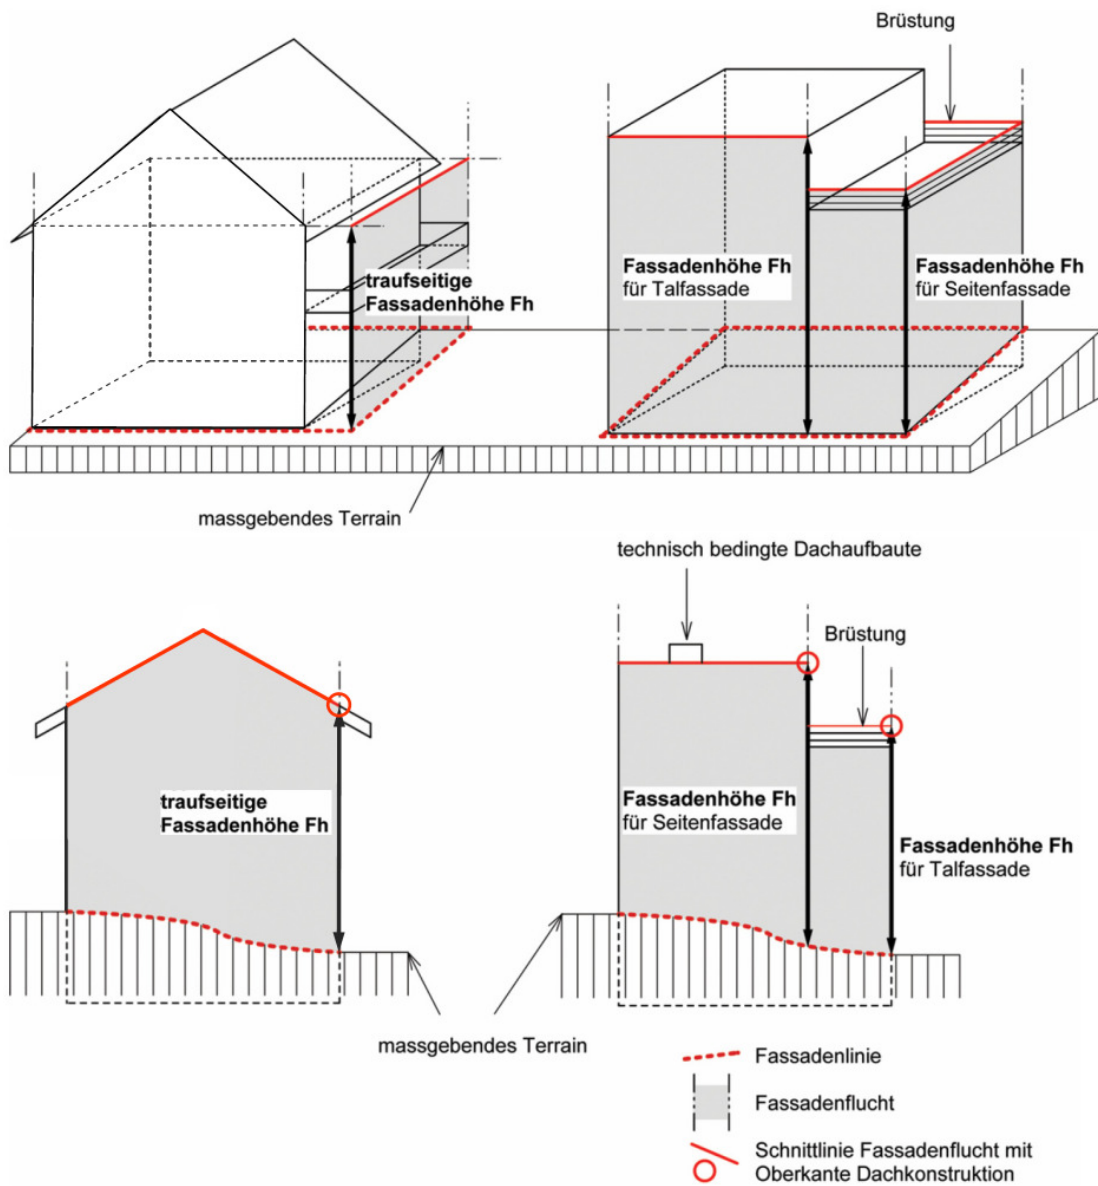 Brüstung
traufseitige
Fassadenhöhe Fh
Fassadenhöhe Fh
für Talfassade
Fassadenhöhe Fh
für Seitenfassade
massgebendes Terrain
technisch bedingte Dachaufbaute
Brüstung
traufseitige
Fassadenhöhe Fh
Fassadenhöhe Fh
für Seitenfassade
Fassadenhöhe Fh
für Talfassade
massgebendes Terrain
Fassadenlinie
Fassadenflucht
Schnittlinie Fassadenflucht mit
Oberkante Dachkonstruktion